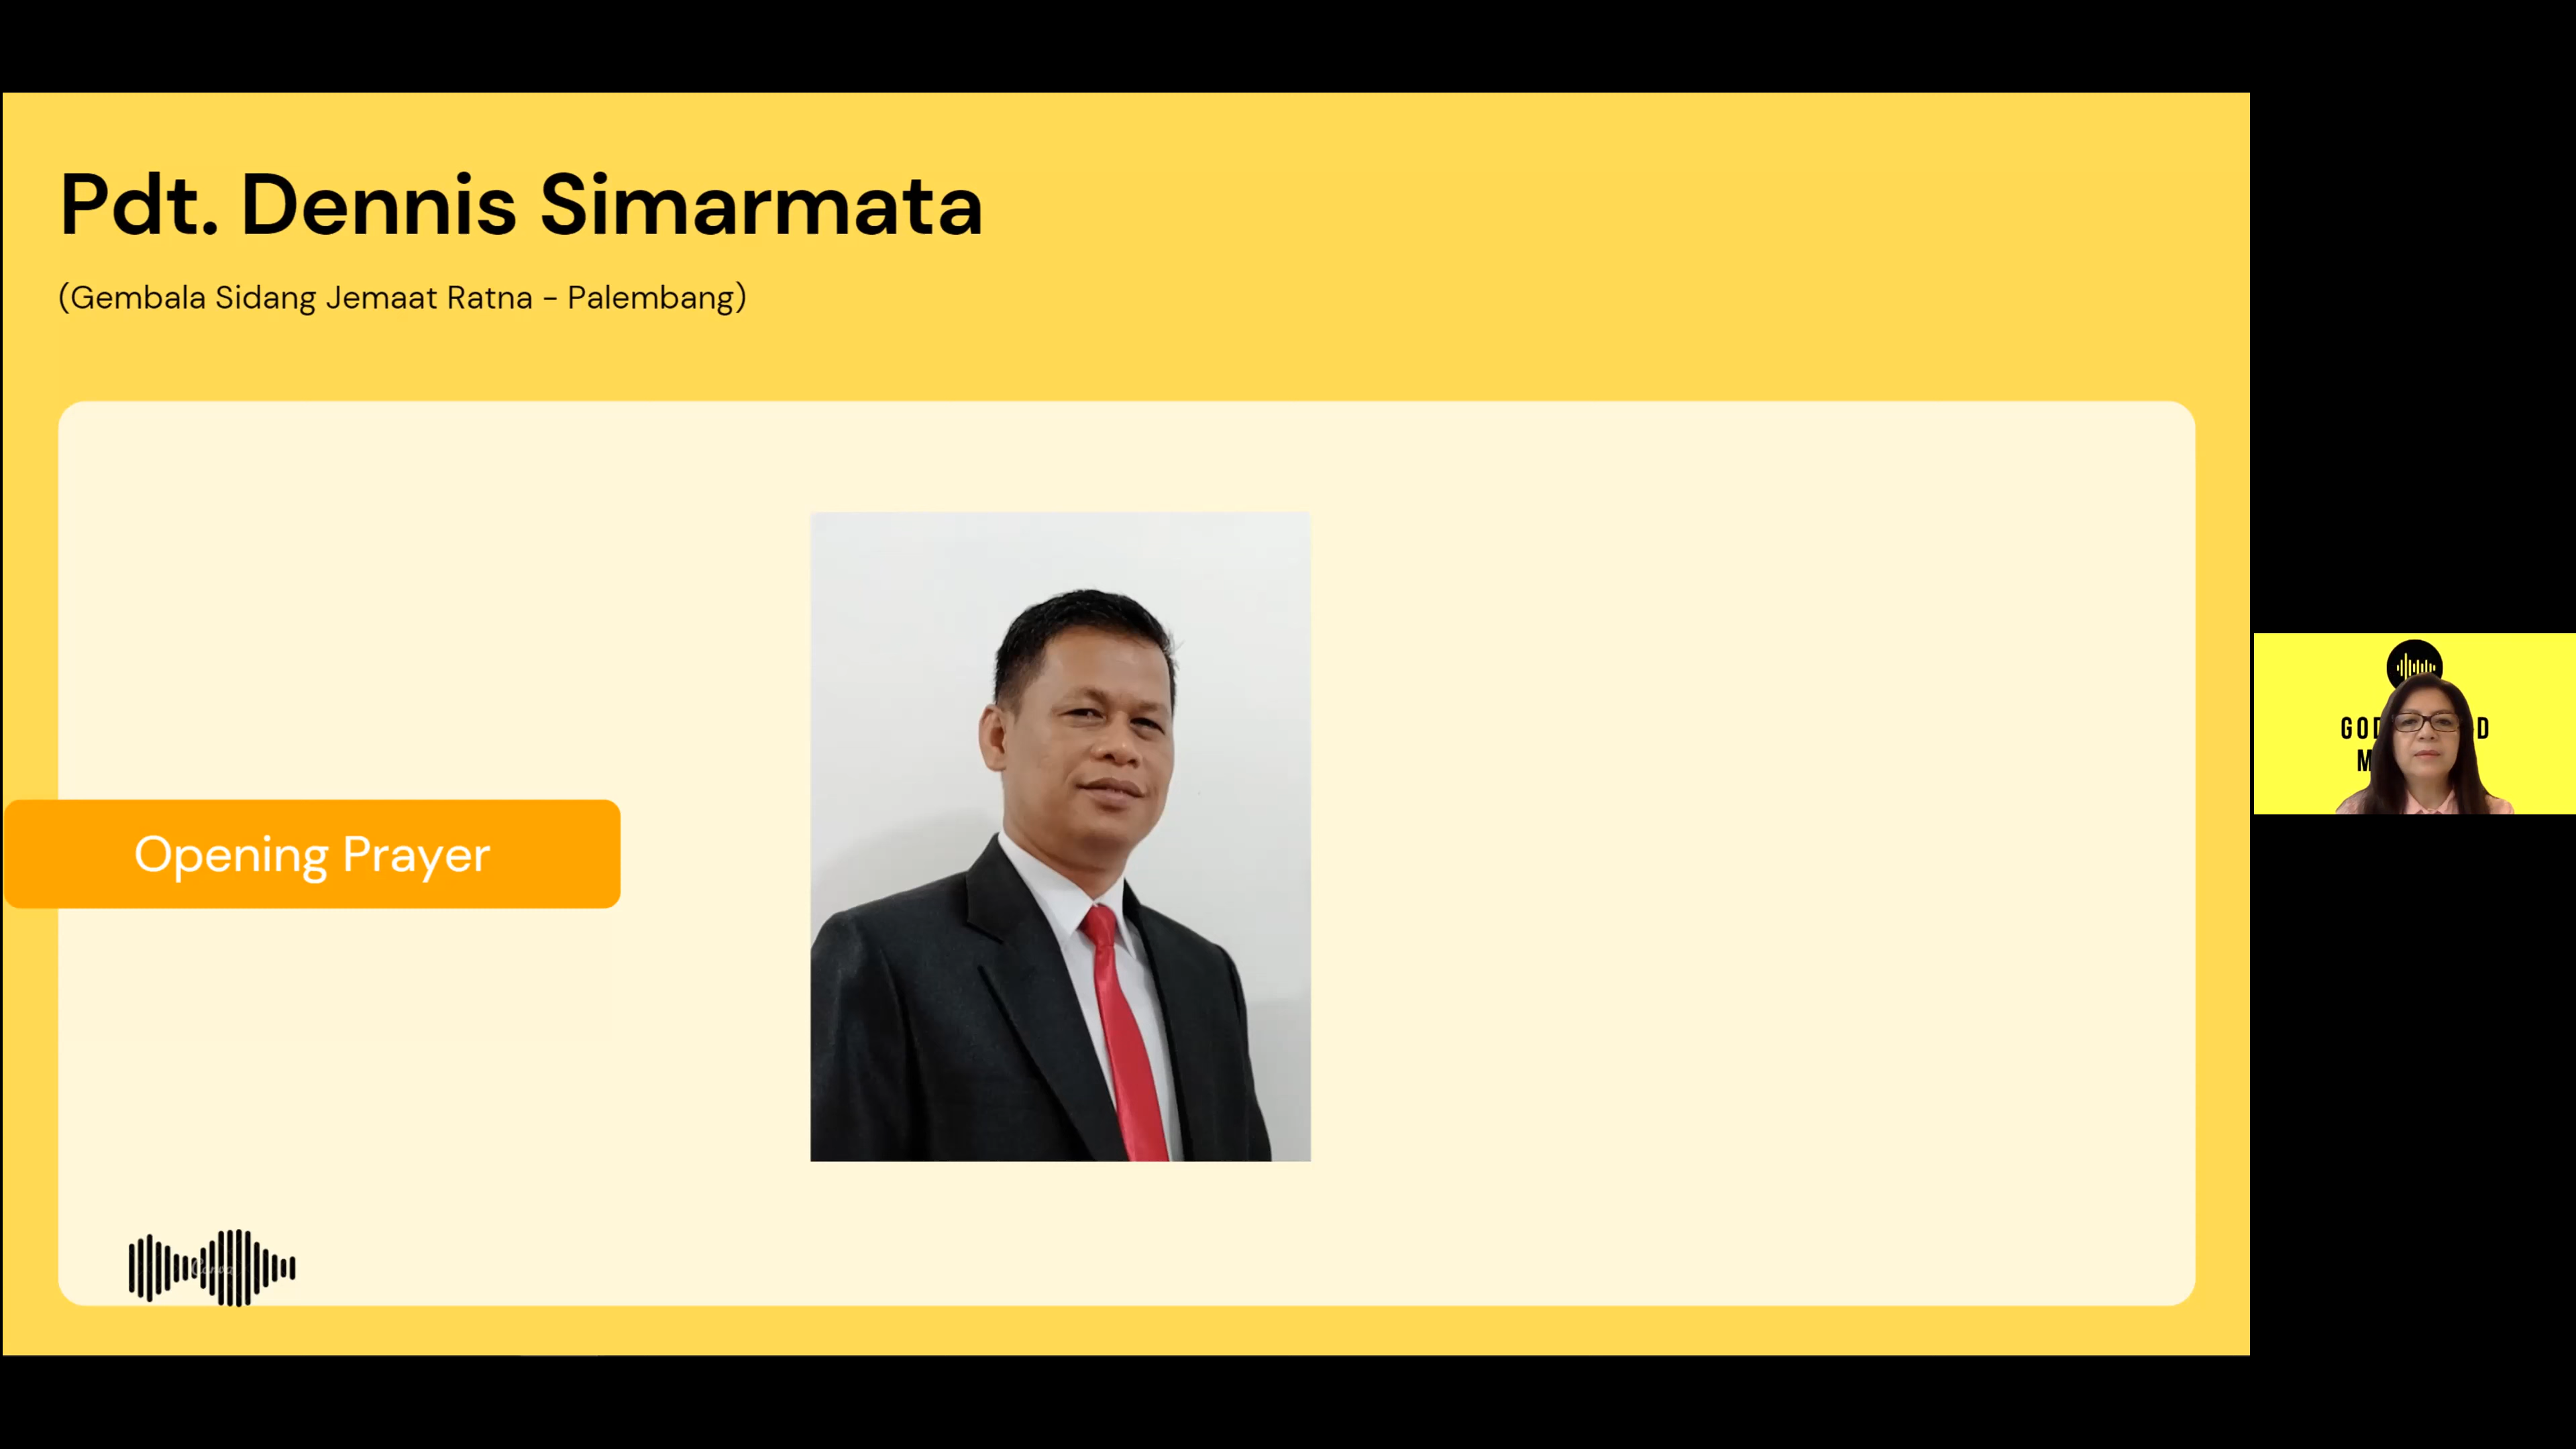 Pdt. Dennis Simarmata
(Gembala Sidang Jemaat Ratna - Palembang)
Opening Prayer